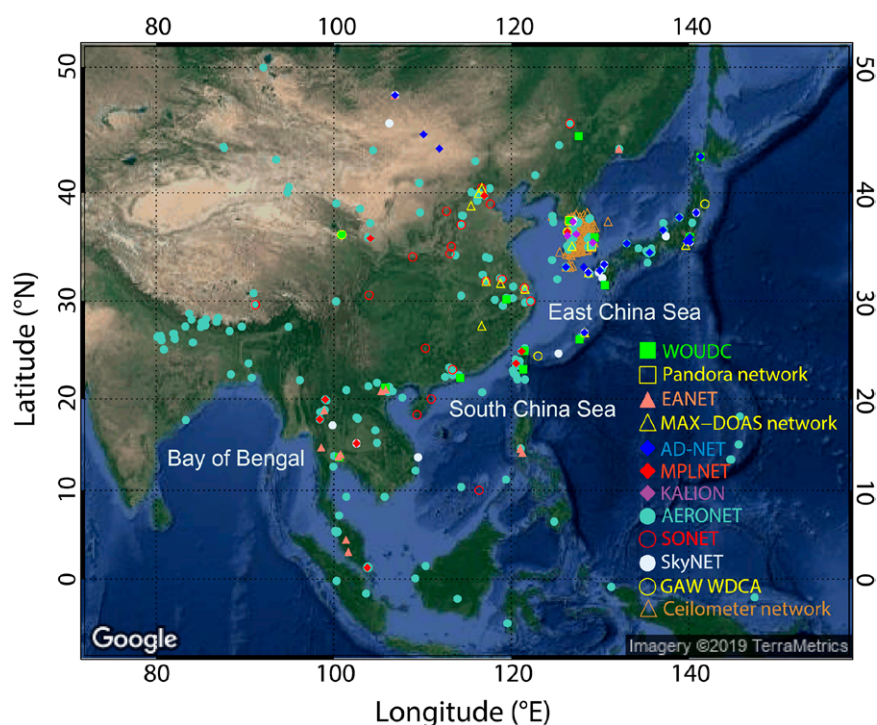 80 100 120 140
50 50
40 40
30 30
20 20
10 10
0 0
80 100 120 140
Latitude (°N)
Longitude (°E)
East China Sea
South China Sea
Bay of Bengal
WOUDC
Pandora network
EANET
MAX−DOAS network
AD-NET
MPLNET
KALION
AERONET
SONET
SkyNET
GAW WDCA
Ceilometer network
Google
Imagery ©2019 TerraMetrics